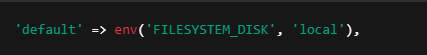 'default' => env('FILESYSTEM_DISK', 'local'),